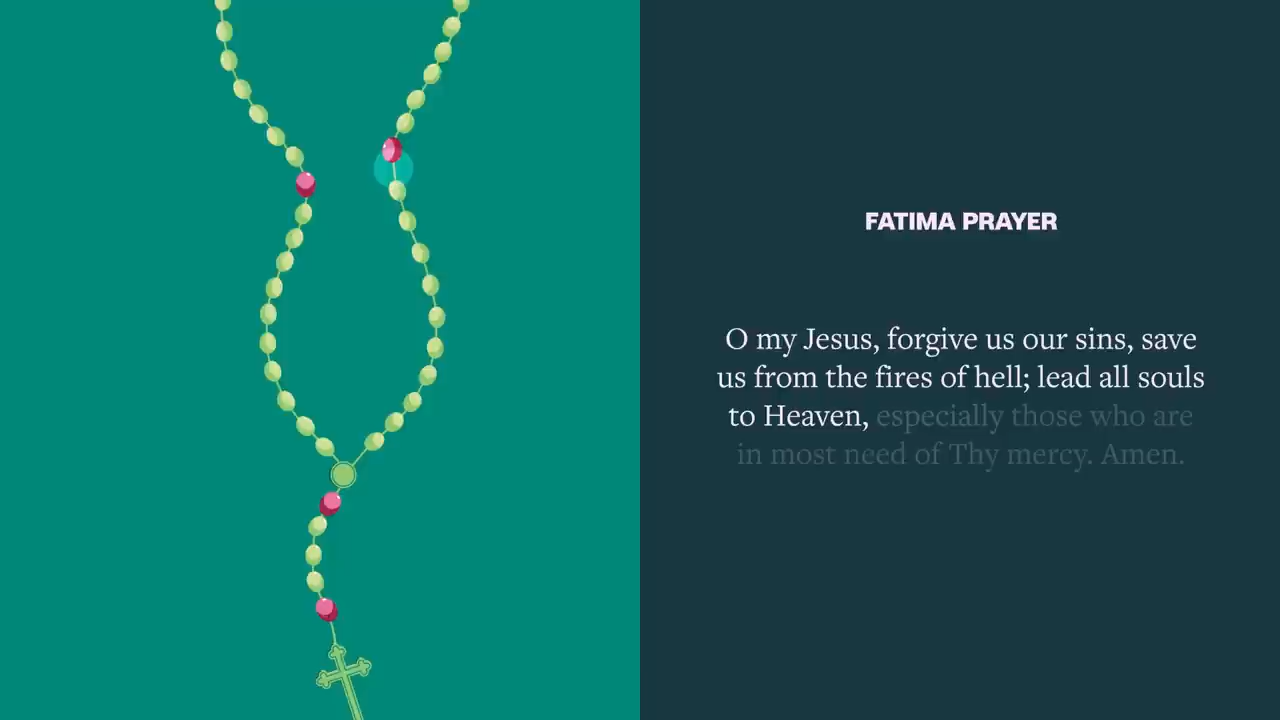 FATIMA PRAYER
O my Jesus, forgive us our sins, save
us from the fires of hell; lead all souls
to Heaven, especially those who are
in most need of Thy mercy. Amen.